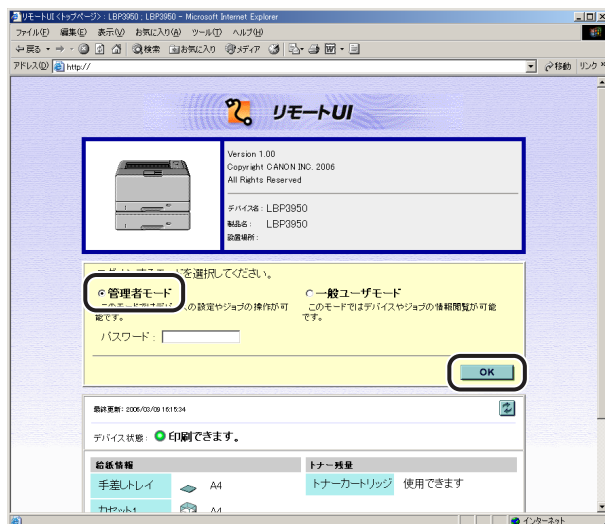 リモートUI <トップページ> : LBP3950 ; LBP3950 - Microsoft Internet Explorer
ファイル(F) 編集(E) 表示(V) お気に入り(A) ツール(T) ヘルプ(H)
戻る 検索 お気に入り メディア
アドレス(D) http:// 移動 リンク »
リモートUI
Version 1.00
Copyright CANON INC. 2006
All Rights Reserved
デバイス名 : LBP3950
製品名 : LBP3950
設置場所 :
を選択してください。
管理者モード 一般ユーザモード
への設定やジョブの操作が可 このモードではデバイスやジョブの情報閲覧が可能
能です。 です。
パスワード :
OK
最終更新 : 2006/03/09 16:15:34
デバイス状態 : 印刷できます。
給紙情報 トナー残量
手差しトレイ A4 トナーカートリッジ 使用できます
カセット1 A4
インターネット